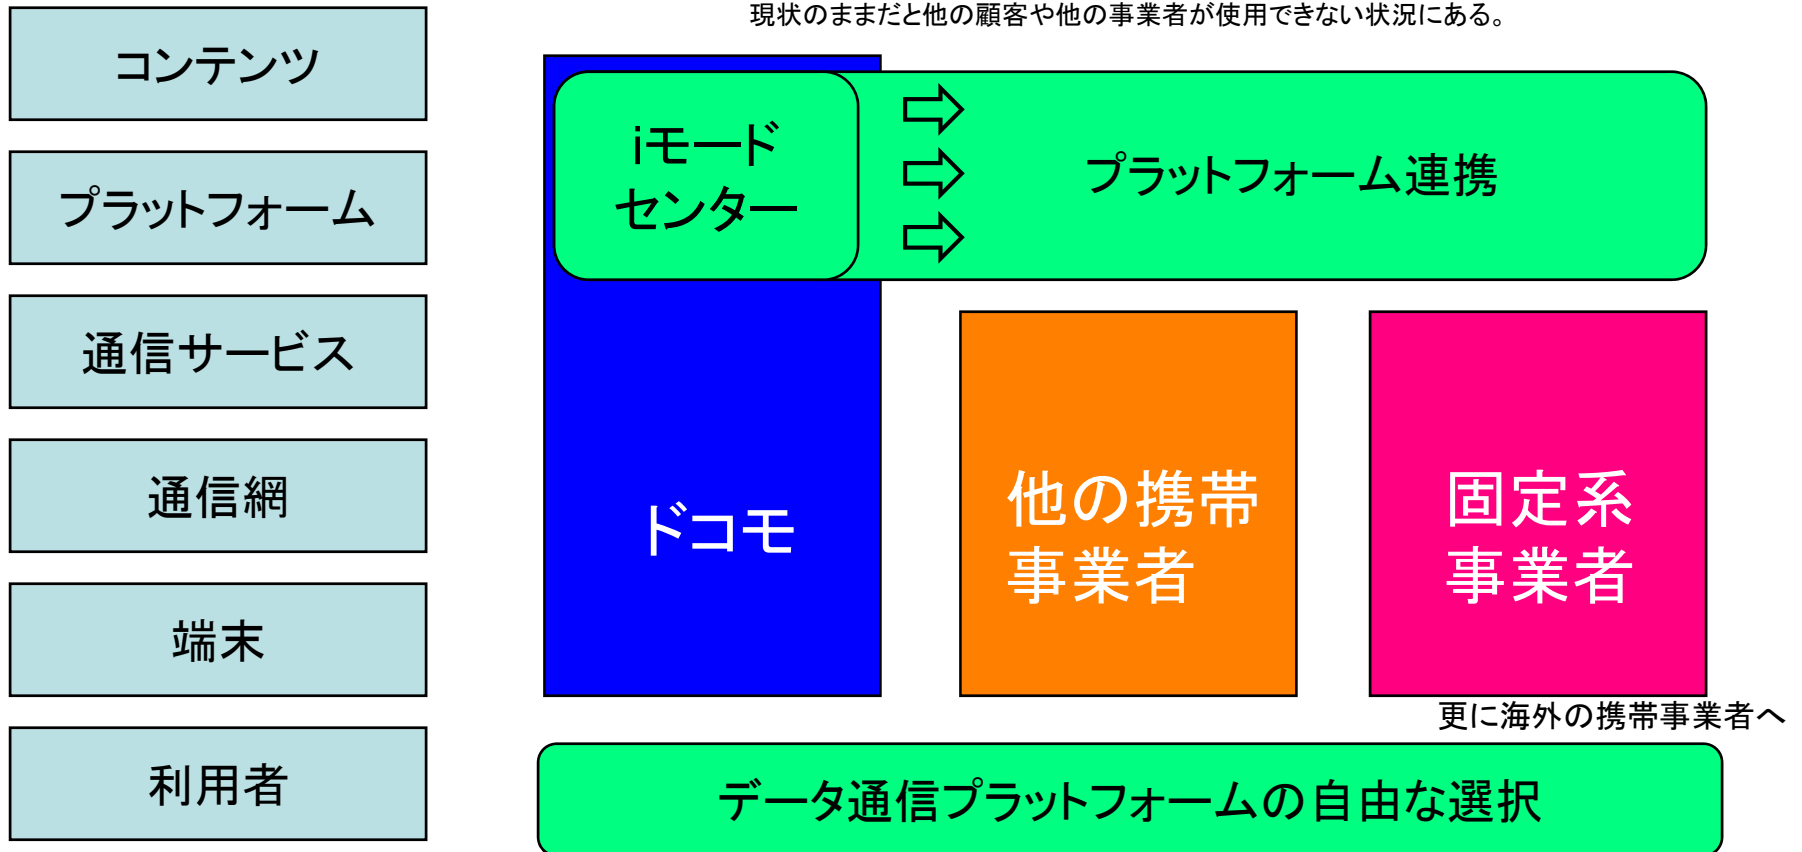 現状のままだと他の顧客や他の事業者が使用できない状況にある。
コンテンツ
プラットフォーム
通信サービス
通信網
端末
利用者
iモード
センター
プラットフォーム連携
ドコモ
他の携帯
事業者
固定系
事業者
更に海外の携帯事業者へ
データ通信プラットフォームの自由な選択